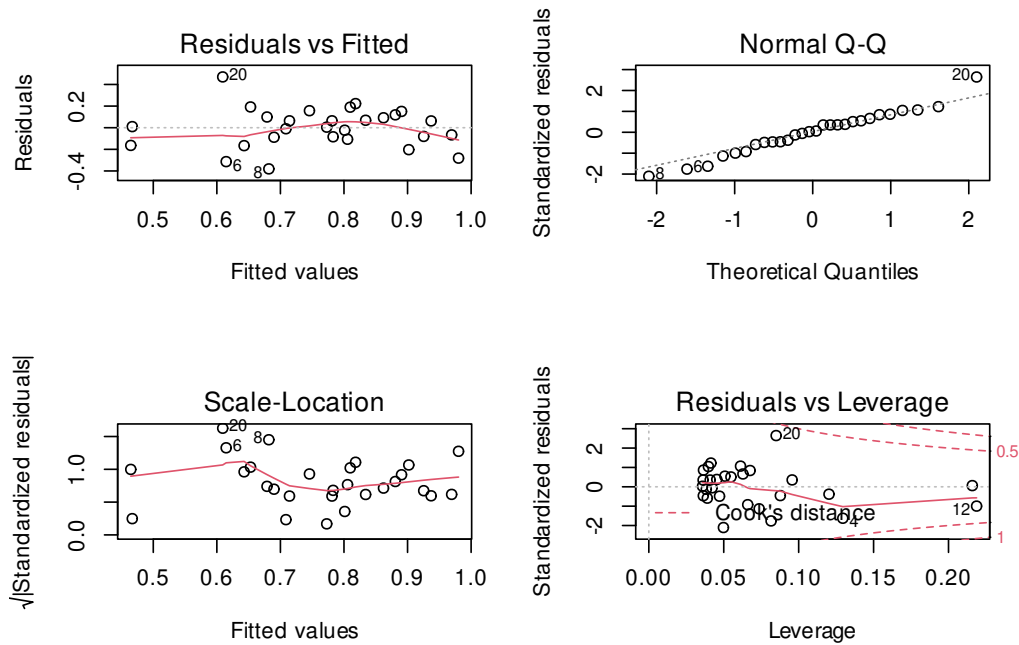 Residuals vs Fitted
Residuals
0.2
-0.4
20
6
8
0.5 0.6 0.7 0.8 0.9 1.0
Fitted values
Normal Q-Q
Standardized residuals
2
0
-2
20
6
8
-2 -1 0 1 2
Theoretical Quantiles
Scale-Location
√|Standardized residuals|
1.0
0.0
20
8
6
0.5 0.6 0.7 0.8 0.9 1.0
Fitted values
Residuals vs Leverage
Standardized residuals
2
0
-2
20
0.5
12
4
Cook's distance
1
0.00 0.05 0.10 0.15 0.20
Leverage